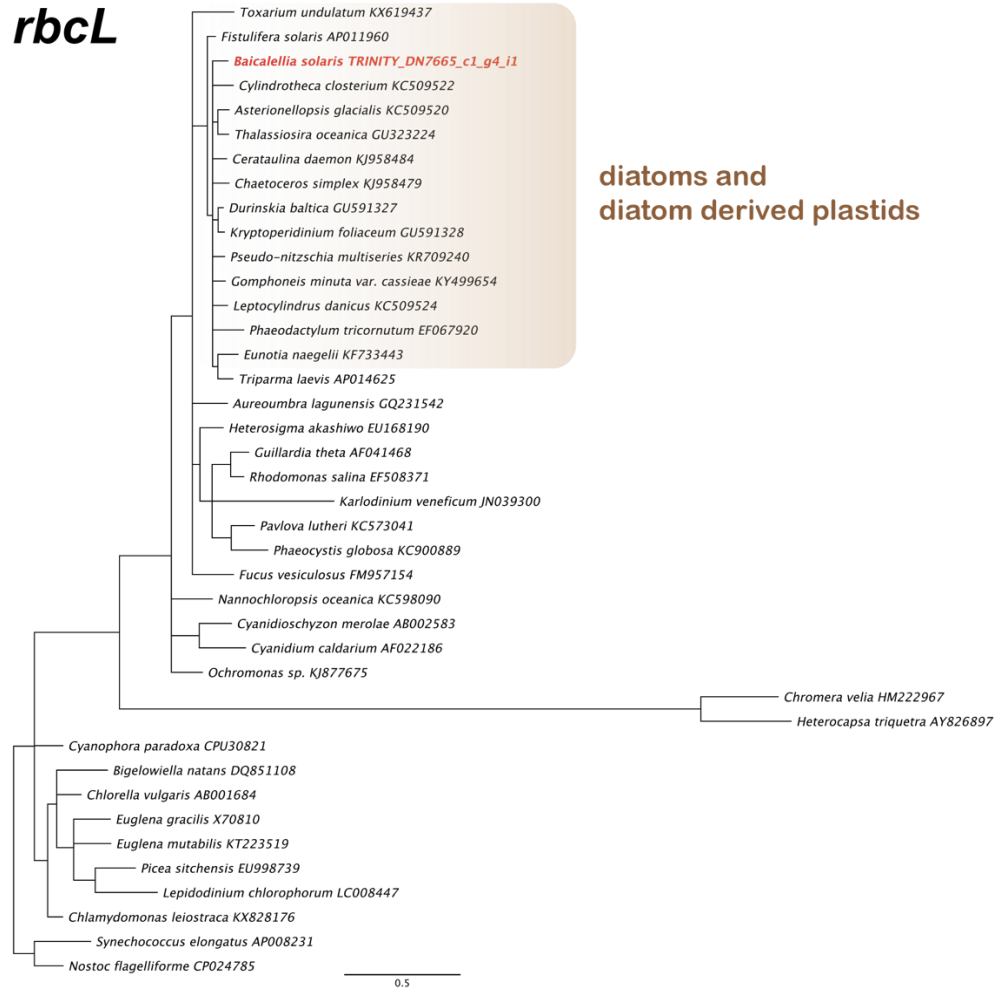 rbcL
Toxarium undulatum KX619437
Fistulifera solaris AP011960
Baicalellia solaris TRINITY_DN7665_c1_g4_i1
Cylindrotheca closterium KC509522
Asterionellopsis glacialis KC509520
Thalassiosira oceanica GU323224
Cerataulina daemon KJ958484
Chaetoceros simplex KJ958479
diatoms and
diatom derived plastids
Durinskia baltica GU591327
Kryptoperidinium foliaceum GU591328
Pseudo-nitzschia multiseries KR709240
Gomphoneis minuta var. cassieae KY499654
Leptocylindrus danicus KC509524
Phaeodactylum tricornutum EF067920
Eunotia naegelii KF733443
Triparma laevis AP014625
Aureoumbra lagunensis GQ231542
Heterosigma akashiwo EU168190
Guillardia theta AF041468
Rhodomonas salina EF508371
Karlodinium veneficum JN039300
Pavlova lutheri KC573041
Phaeocystis globosa KC900889
Fucus vesiculosus FM957154
Nannochloropsis oceanica KC598090
Cyanidioschyzon merolae AB002583
Cyanidium caldarium AF022186
Ochromonas sp. KJ877675
Chromera velia HM222967
Heterocapsa triquetra AY826897
Cyanophora paradoxa CPU30821
Bigelowiella natans DQ851108
Chlorella vulgaris AB001684
Euglena gracilis X70810
Euglena mutabilis KT223519
Picea sitchensis EU998739
Lepidodinium chlorophorum LC008447
Chlamydomonas leiostraca KX828176
Synechococcus elongatus AP008231
Nostoc flagelliforme CP024785
0.5